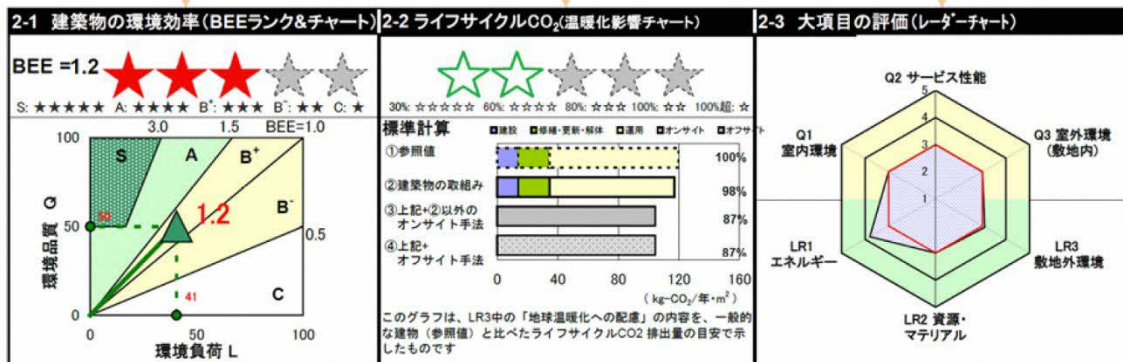 2-1 建築物の環境効率(BEEランク&チャート)
BEE =1.2
S: ★★★★★ A: ★★★★ B⁺: ★★★ B⁻: ★★ C: ★
3.0 1.5 BEE=1.0
100
S A B⁺
1.2
50
50
B⁻
0.5
41
C
0
0 50 100
環境品質 Q
環境負荷 L
2-2 ライフサイクルCO₂(温暖化影響チャート)
30%: ☆☆☆☆☆ 60%: ☆☆☆☆ 80%: ☆☆☆ 100%: ☆☆ 100%超: ☆
標準計算
建設 修繕・更新・解体 運用 オンサイト オフサイト
①参照値 100%
②建築物の取組み 98%
③上記+②以外の
オンサイト手法 87%
④上記+
オフサイト手法 87%
0 40 80 120 160
( kg-CO₂/年・m² )
このグラフは、LR3中の「地球温暖化への配慮」の内容を、一般的
な建物（参照値）と比べたライフサイクルCO2 排出量の目安で示
したものです
2-3 大項目の評価(レーダーチャート)
Q2 サービス性能
5
4
3
2
1
Q1
室内環境
Q3 室外環境
(敷地内)
LR1
エネルギー
LR3
敷地外環境
LR2 資源・
マテリアル